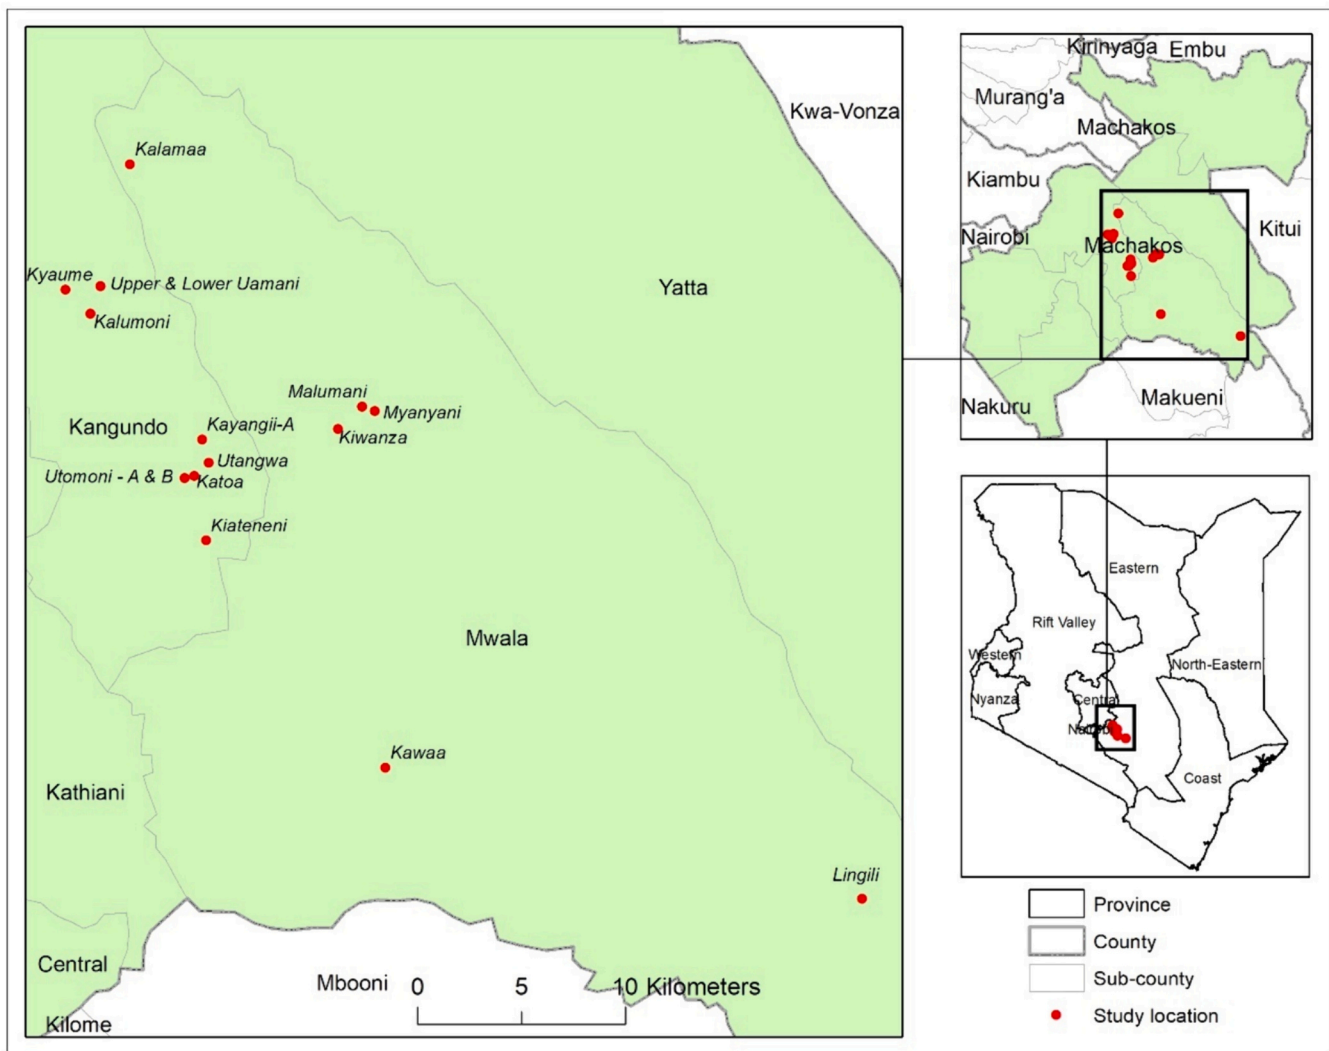 Kwa-Vonza
Kalamaa
Kyaume
Upper & Lower Uamani
Kalumoni
Yatta
Malumani
Myanyani
Kiwanza
Kangundo
Kayangii-A
Utangwa
Utomoni - A & B
Katoa
Kiateneni
Mwala
Kawaa
Kathiani
Lingili
Central
Mbooni
0 5 10 Kilometers
Kilome
Kirinyaga
Embu
Murang'a
Machakos
Kiambu
Nairobi
Machakos
Kitui
Makueni
Nakuru
Eastern
Rift Valley
Western
North-Eastern
Nyanza
Central
Nairobi
Coast
Province
County
Sub-county
Study location